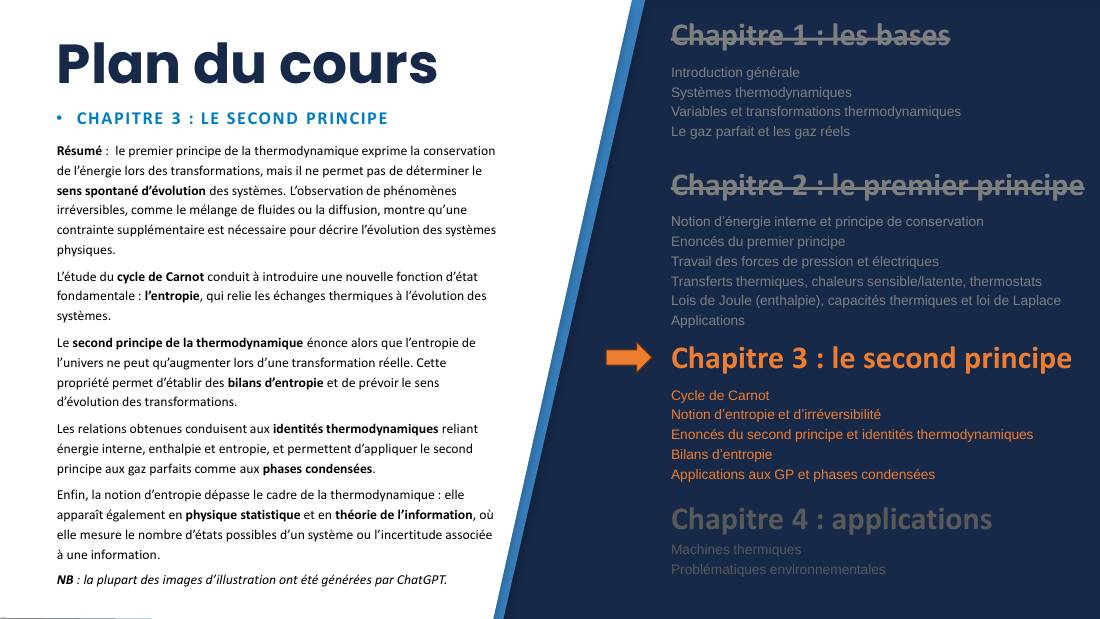 Plan du cours
• CHAPITRE 3 : LE SECOND PRINCIPE
Résumé : le premier principe de la thermodynamique exprime la conservation
de l’énergie lors des transformations, mais il ne permet pas de déterminer le
sens spontané d’évolution des systèmes. L’observation de phénomènes
irréversibles, comme le mélange de fluides ou la diffusion, montre qu’une
contrainte supplémentaire est nécessaire pour décrire l’évolution des systèmes
physiques.
L’étude du cycle de Carnot conduit à introduire une nouvelle fonction d’état
fondamentale : l’entropie, qui relie les échanges thermiques à l’évolution des
systèmes.
Le second principe de la thermodynamique énonce alors que l’entropie de
l’univers ne peut qu’augmenter lors d’une transformation réelle. Cette
propriété permet d’établir des bilans d’entropie et de prévoir le sens
d’évolution des transformations.
Les relations obtenues conduisent aux identités thermodynamiques reliant
énergie interne, enthalpie et entropie, et permettent d’appliquer le second
principe aux gaz parfaits comme aux phases condensées.
Enfin, la notion d’entropie dépasse le cadre de la thermodynamique : elle
apparaît également en physique statistique et en théorie de l’information, où
elle mesure le nombre d’états possibles d’un système ou l’incertitude associée
à une information.
NB : la plupart des images d’illustration ont été générées par ChatGPT.
Chapitre 1 : les bases
Introduction générale
Systèmes thermodynamiques
Variables et transformations thermodynamiques
Le gaz parfait et les gaz réels
Chapitre 2 : le premier principe
Notion d’énergie interne et principe de conservation
Enoncés du premier principe
Travail des forces de pression et électriques
Transferts thermiques, chaleurs sensible/latente, thermostats
Lois de Joule (enthalpie), capacités thermiques et loi de Laplace
Applications
Chapitre 3 : le second principe
Cycle de Carnot
Notion d’entropie et d’irréversibilité
Enoncés du second principe et identités thermodynamiques
Bilans d’entropie
Applications aux GP et phases condensées
Chapitre 4 : applications
Machines thermiques
Problématiques environnementales